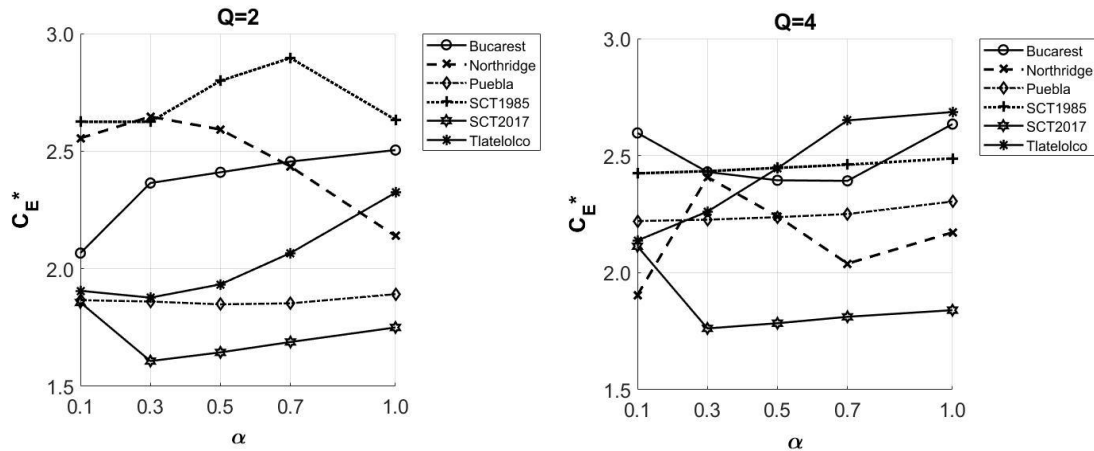 Q=2
3.0
2.5
2.0
1.5
C_E*
0.1 0.3 0.5 0.7 1.0
α
Bucarest
Northridge
Puebla
SCT1985
SCT2017
Tlatelolco
Q=4
3.0
2.5
2.0
1.5
C_E*
0.1 0.3 0.5 0.7 1.0
α
Bucarest
Northridge
Puebla
SCT1985
SCT2017
Tlatelolco